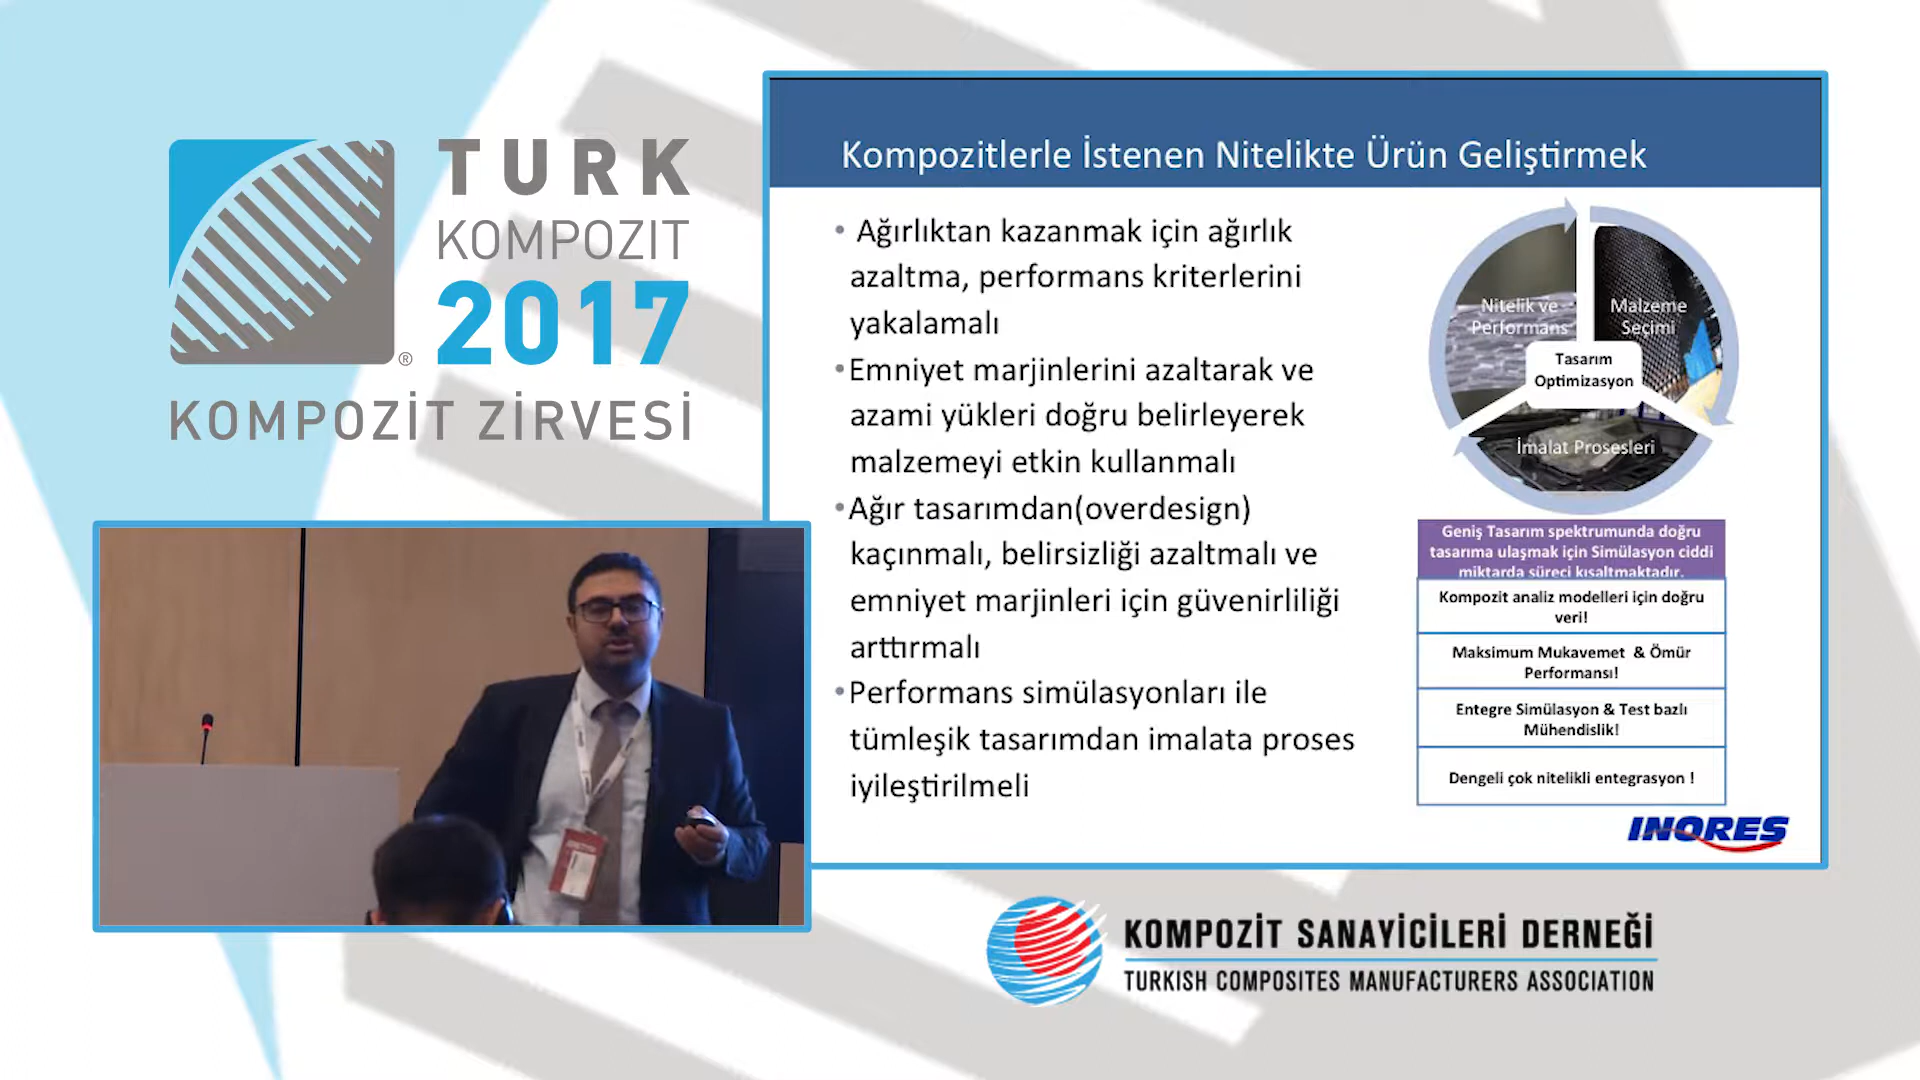 TURK
KOMPOZIT
2017
®
KOMPOZİT ZİRVESİ
Kompozitlerle İstenen Nitelikte Ürün Geliştirmek
• Ağırlıktan kazanmak için ağırlık
azaltma, performans kriterlerini
yakalamalı
•Emniyet marjinlerini azaltarak ve
azami yükleri doğru belirleyerek
malzemeyi etkin kullanmalı
•Ağır tasarımdan(overdesign)
kaçınmalı, belirsizliği azaltmalı ve
emniyet marjinleri için güvenirliliği
arttırmalı
•Performans simülasyonları ile
tümleşik tasarımdan imalata proses
iyileştirilmeli
Nitelik ve
Performans
Malzeme
Seçimi
Tasarım
Optimizasyon
İmalat Prosesleri
Geniş Tasarım spektrumunda doğru
tasarıma ulaşmak için Simülasyon ciddi
miktarda süreci kısaltmaktadır.
Kompozit analiz modelleri için doğru
veri!
Maksimum Mukavemet & Ömür
Performansı!
Entegre Simülasyon & Test bazlı
Mühendislik!
Dengeli çok nitelikli entegrasyon !
INORES
KOMPOZİT SANAYİCİLERİ DERNEĞİ
TURKISH COMPOSITES MANUFACTURERS ASSOCIATION